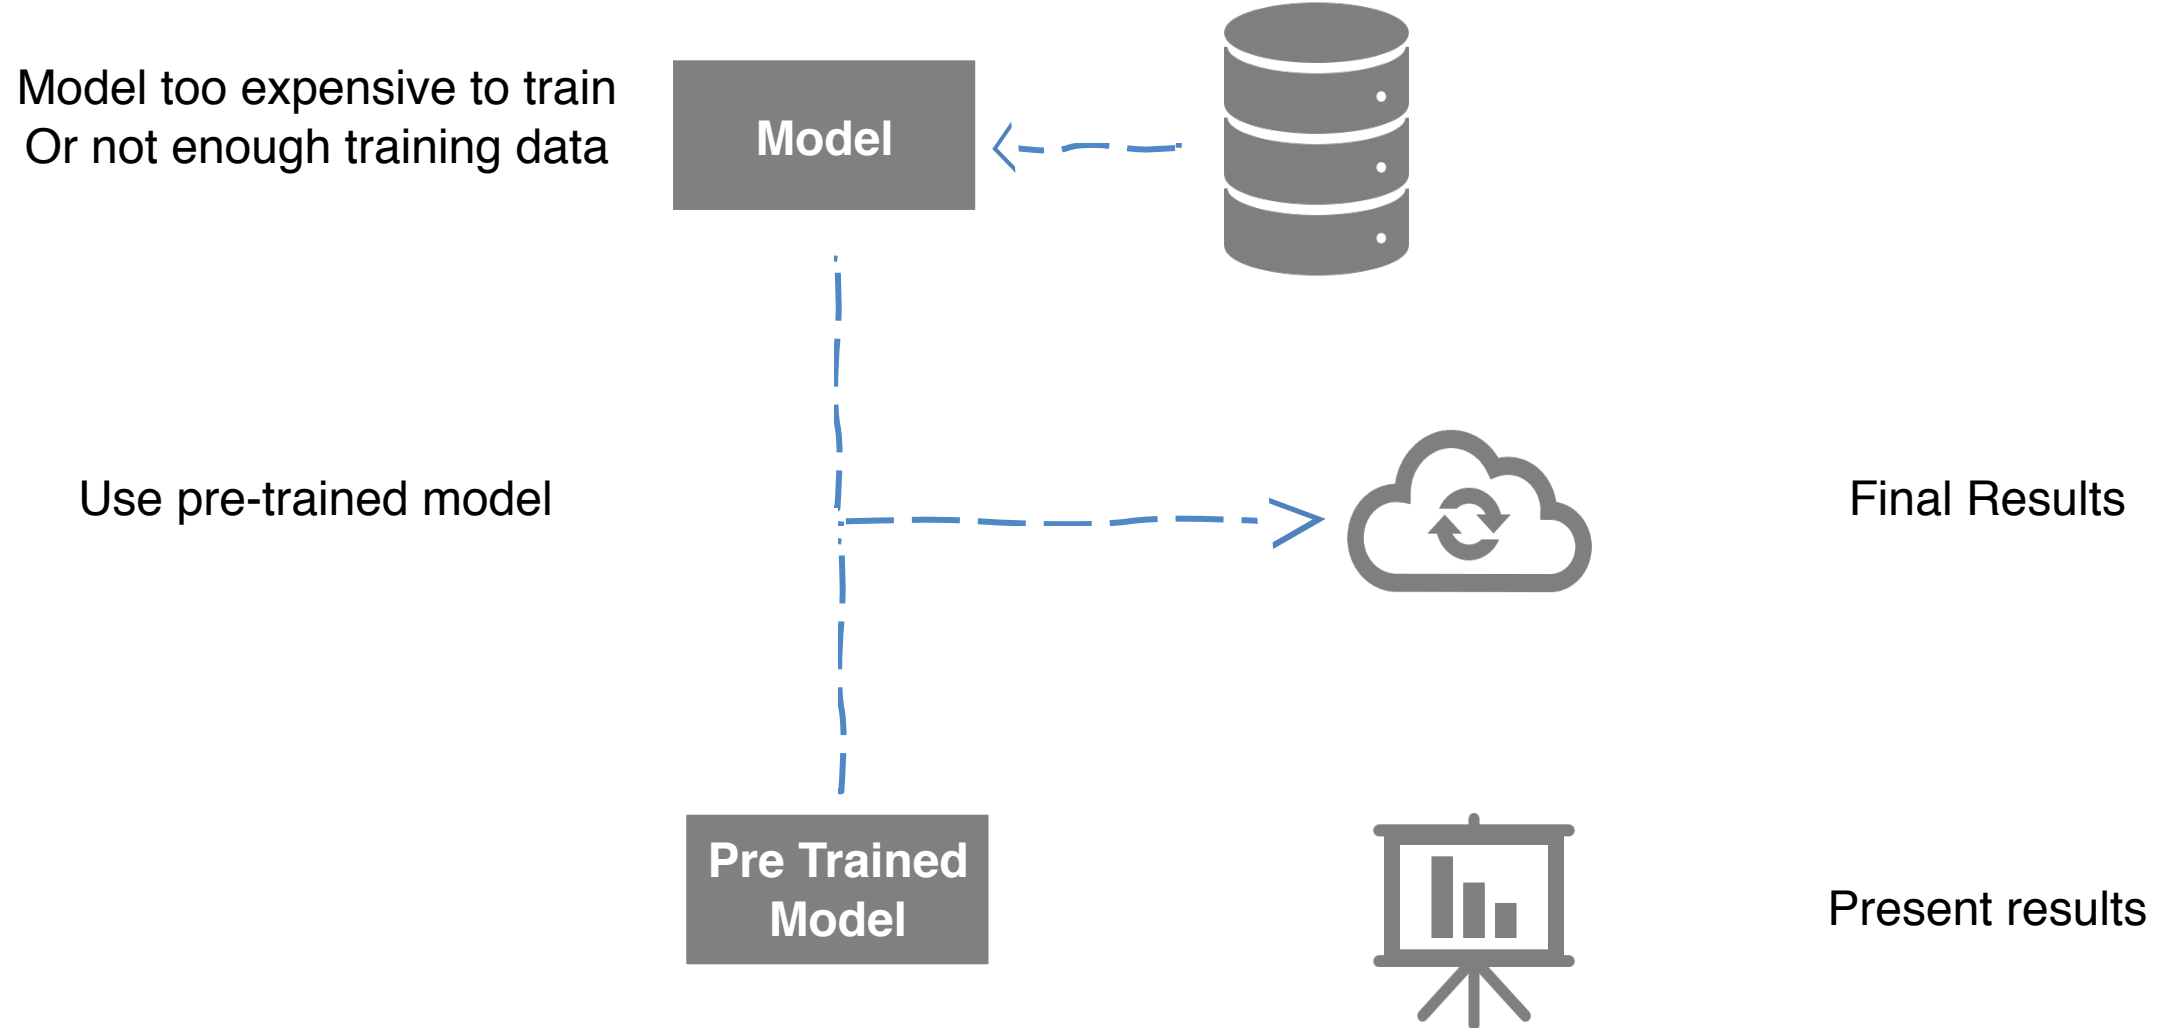 Model too expensive to train
Or not enough training data
Model
Use pre-trained model
Final Results
Pre Trained
Model
Present results